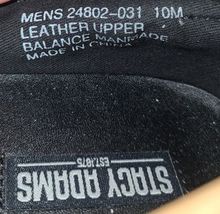 MENS 24802-031 10M
LEATHER UPPER
BALANCE MANMADE
MADE IN CHINA
STACY ADAMS
EST.1875